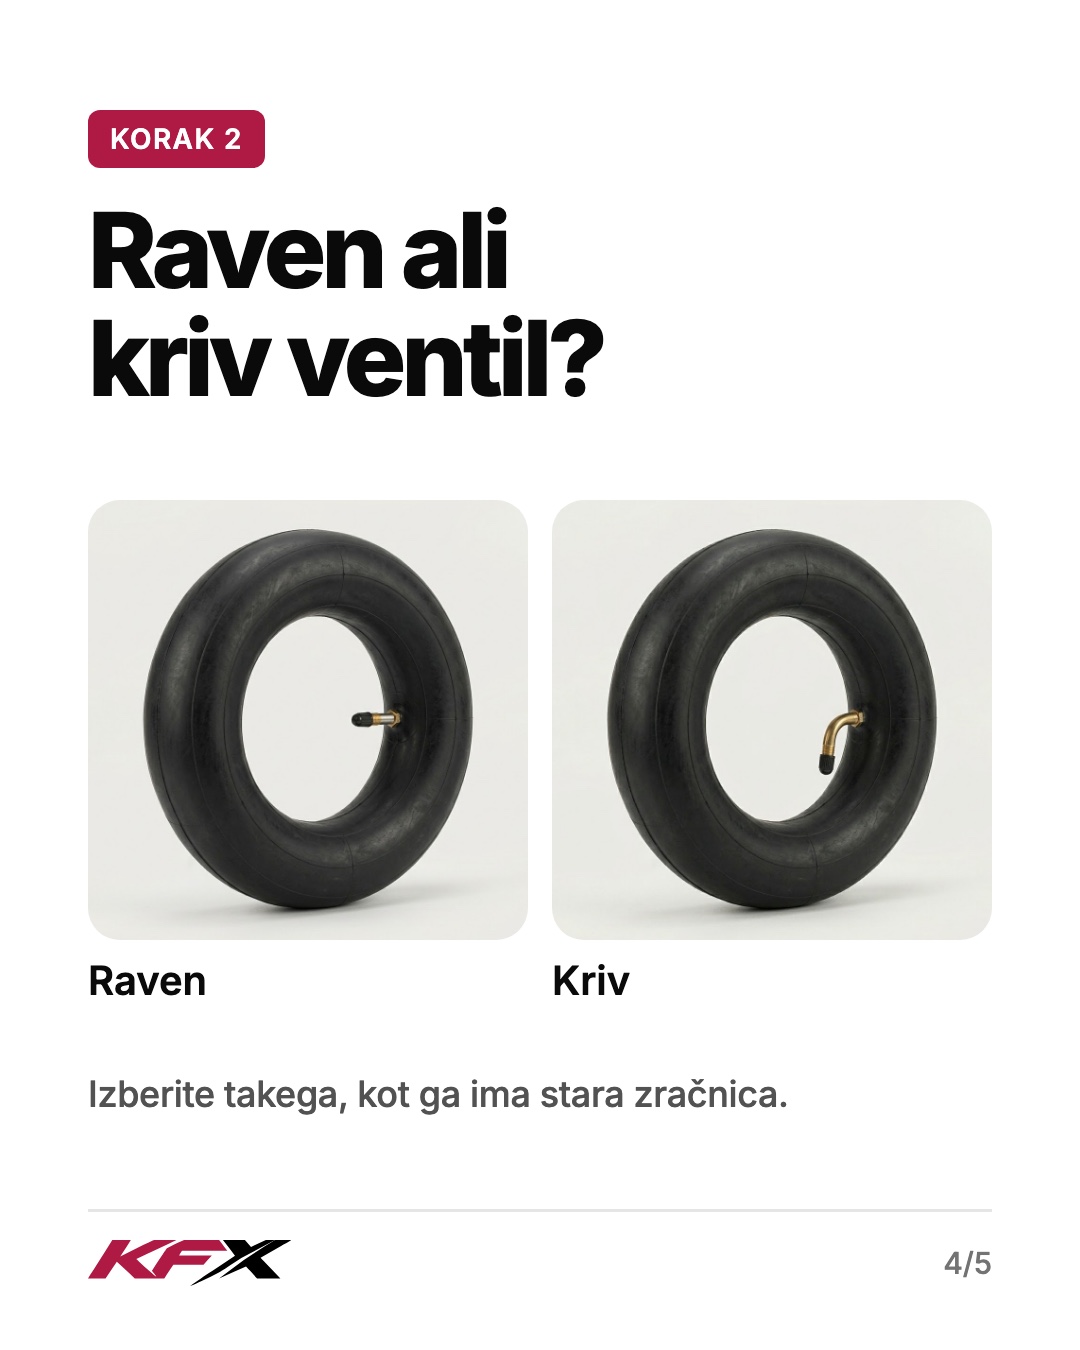 KORAK 2
Raven ali
kriv ventil?
Raven
Kriv
Izberite takega, kot ga ima stara zračnica.
KFX
4/5